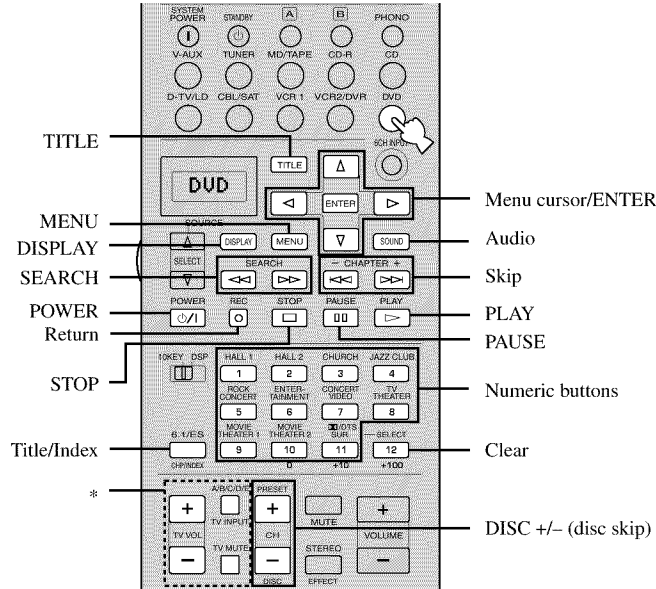 SYSTEM
POWER STANDBY A B PHONO
V-AUX TUNER MD/TAPE CD-R CD
D-TV/LD CBL/SAT VCR 1 VCR2/DVR DVD
6CH INPUT
TITLE
TITLE
DVD
ENTER
Menu cursor/ENTER
SOURCE
MENU
DISPLAY
DISPLAY MENU SOUND
Audio
SELECT
SEARCH
SEARCH
– CHAPTER +
Skip
POWER
POWER REC STOP PAUSE PLAY
PLAY
Return
PAUSE
STOP
10KEY DSP
HALL 1 HALL 2 CHURCH JAZZ CLUB
1 2 3 4
ROCK CONCERT ENTER-TAINMENT CONCERT VIDEO TV THEATER
Numeric buttons
5 6 7 8
MOVIE THEATER 1 MOVIE THEATER 2 /DTS SUR. SELECT
Title/Index
6.1/ES
9 10 11 12
Clear
CHP/INDEX 0 +10 +100
*
A/B/C/D/E PRESET
+ TV INPUT + MUTE +
TV VOL CH VOLUME
TV MUTE STEREO
– – –
DISC EFFECT
DISC +/– (disc skip)